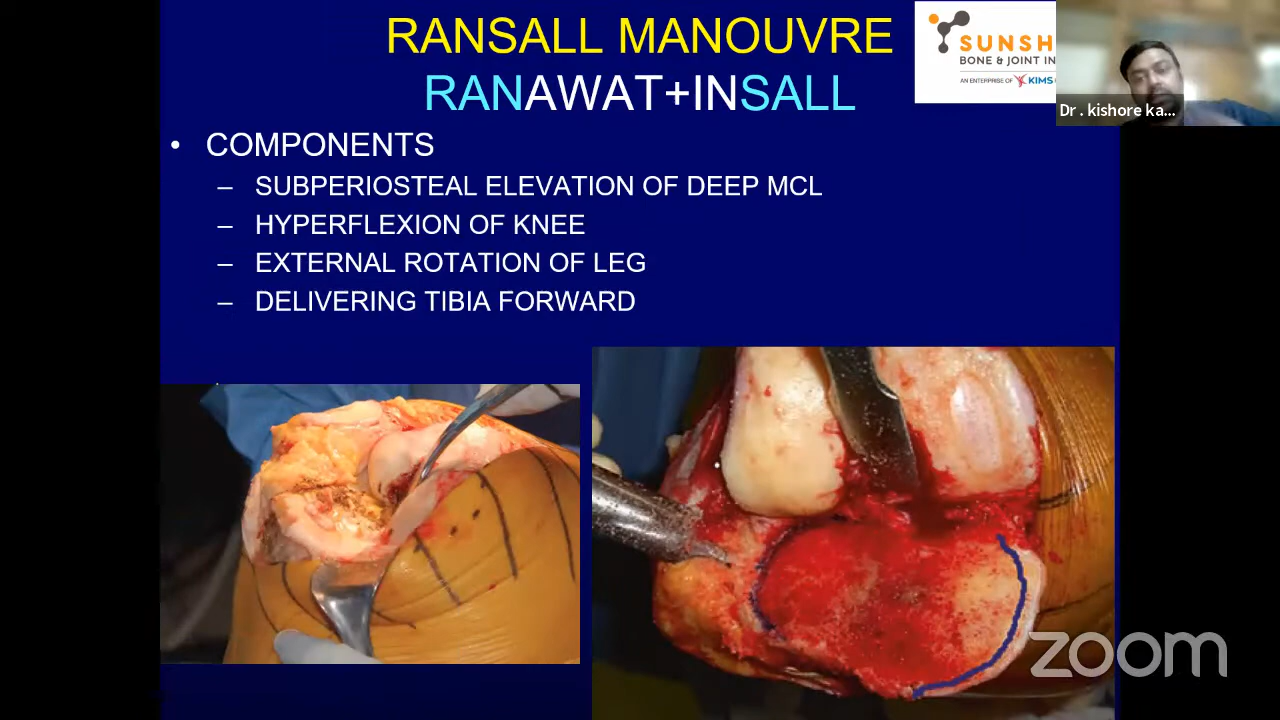 RANSALL MANOUVRE
RANAWAT+INSALL
SUNSH
BONE & JOINT IN
AN ENTERPRISE OF KIMS
Dr . kishore ka...
• COMPONENTS
– SUBPERIOSTEAL ELEVATION OF DEEP MCL
– HYPERFLEXION OF KNEE
– EXTERNAL ROTATION OF LEG
– DELIVERING TIBIA FORWARD
zoom